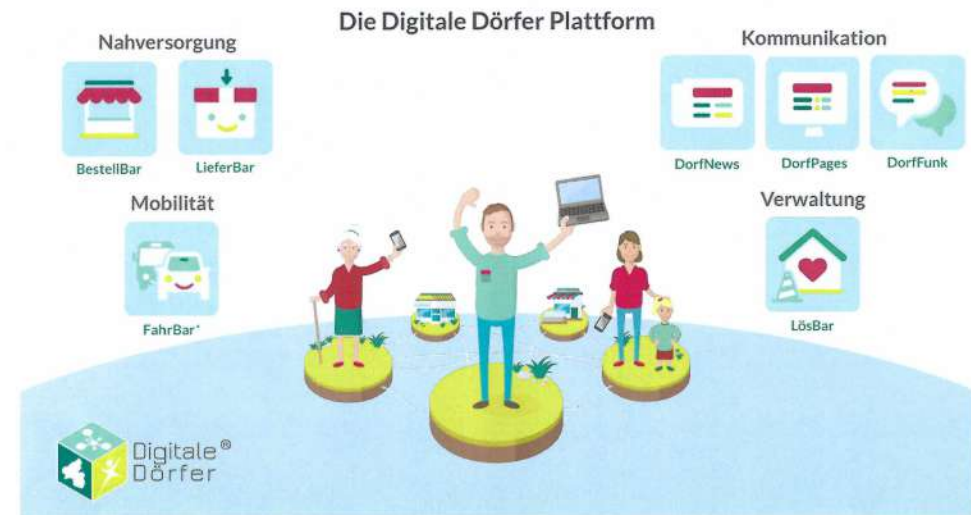 Die Digitale Dörfer Plattform
Nahversorgung
BestellBar
LieferBar
Mobilität
FahrBar*
Kommunikation
DorfNews
DorfPages
DorfFunk
Verwaltung
LösBar
Digitale®
Dörfer